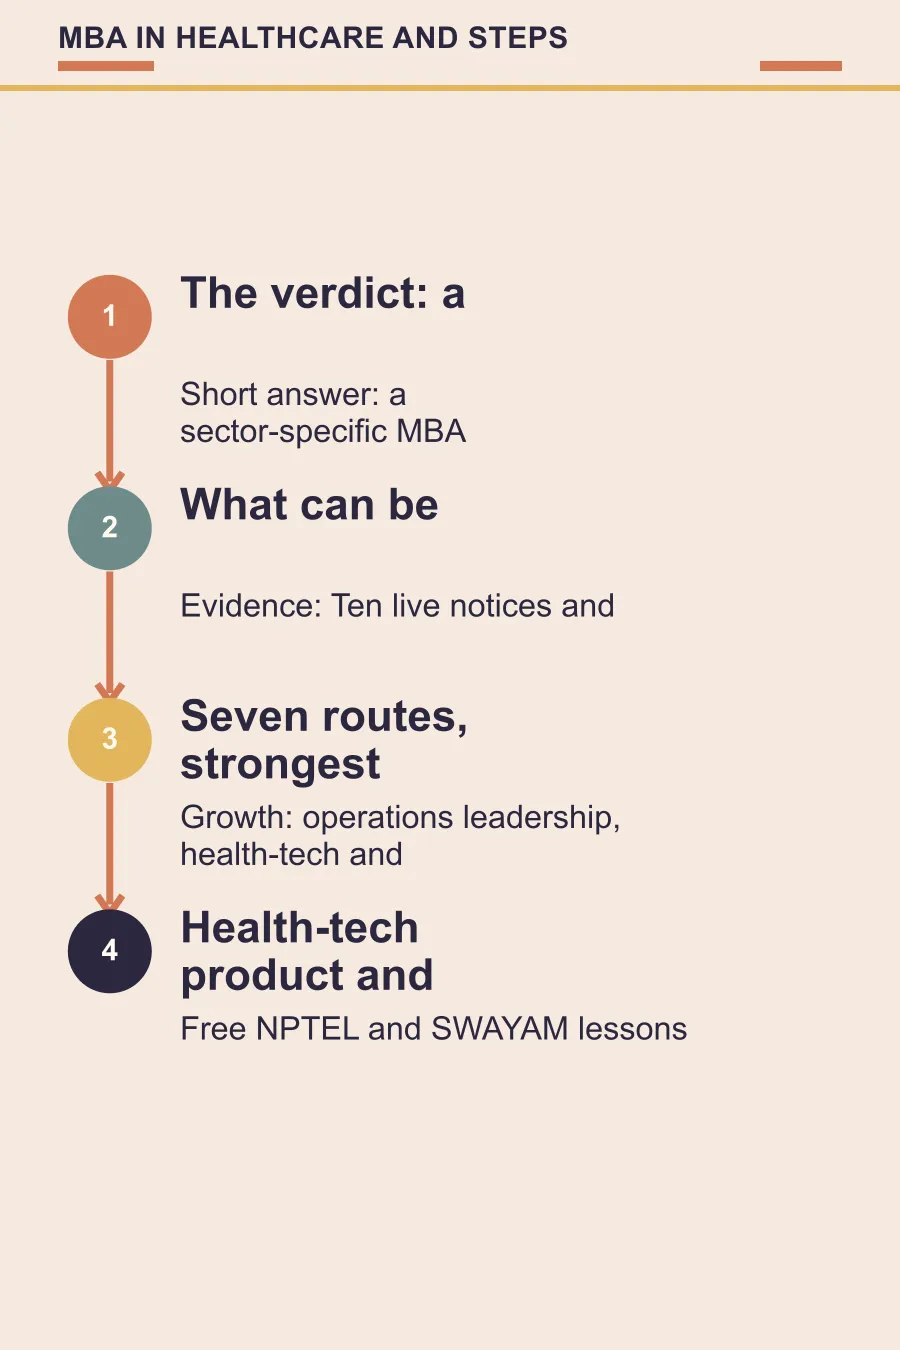 MBA IN HEALTHCARE AND STEPS
1
The verdict: a
Short answer: a
sector-specific MBA
2
What can be
Evidence: Ten live notices and
3
Seven routes,
strongest
Growth: operations leadership,
health-tech and
4
Health-tech
product and
Free NPTEL and SWAYAM lessons